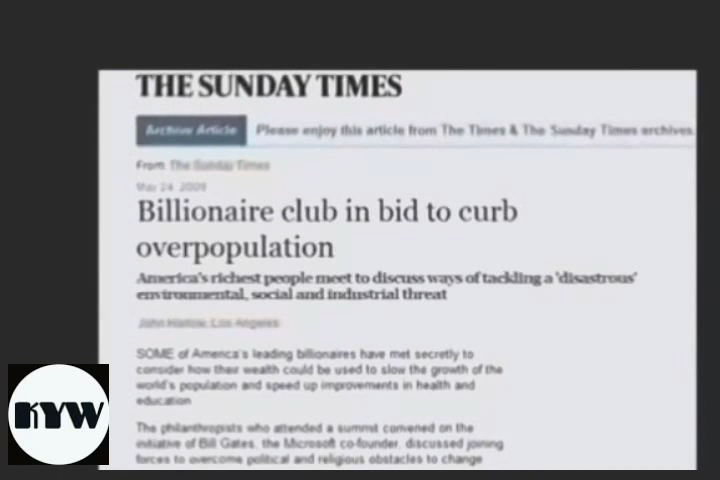 THE SUNDAY TIMES
Archive Article Please enjoy this article from The Times & The Sunday Times archives.
From The Sunday Times
May 24, 2009
Billionaire club in bid to curb
overpopulation
America's richest people meet to discuss ways of tackling a 'disastrous'
environmental, social and industrial threat
John Harlow, Los Angeles
SOME of America's leading billionaires have met secretly to
consider how their wealth could be used to slow the growth of the
world's population and speed up improvements in health and
education
The philanthropists who attended a summit convened on the
initiative of Bill Gates, the Microsoft co-founder, discussed joining
forces to overcome political and religious obstacles to change
KYW